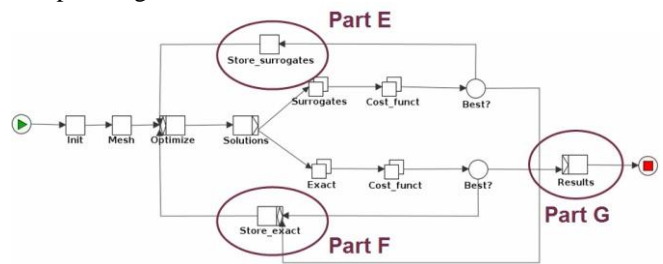 Part E
Store_surrogates
Surrogates
Cost_funct
Best?
Init
Mesh
Optimize
Solutions
Exact
Cost_funct
Best?
Results
Part G
Store_exact
Part F